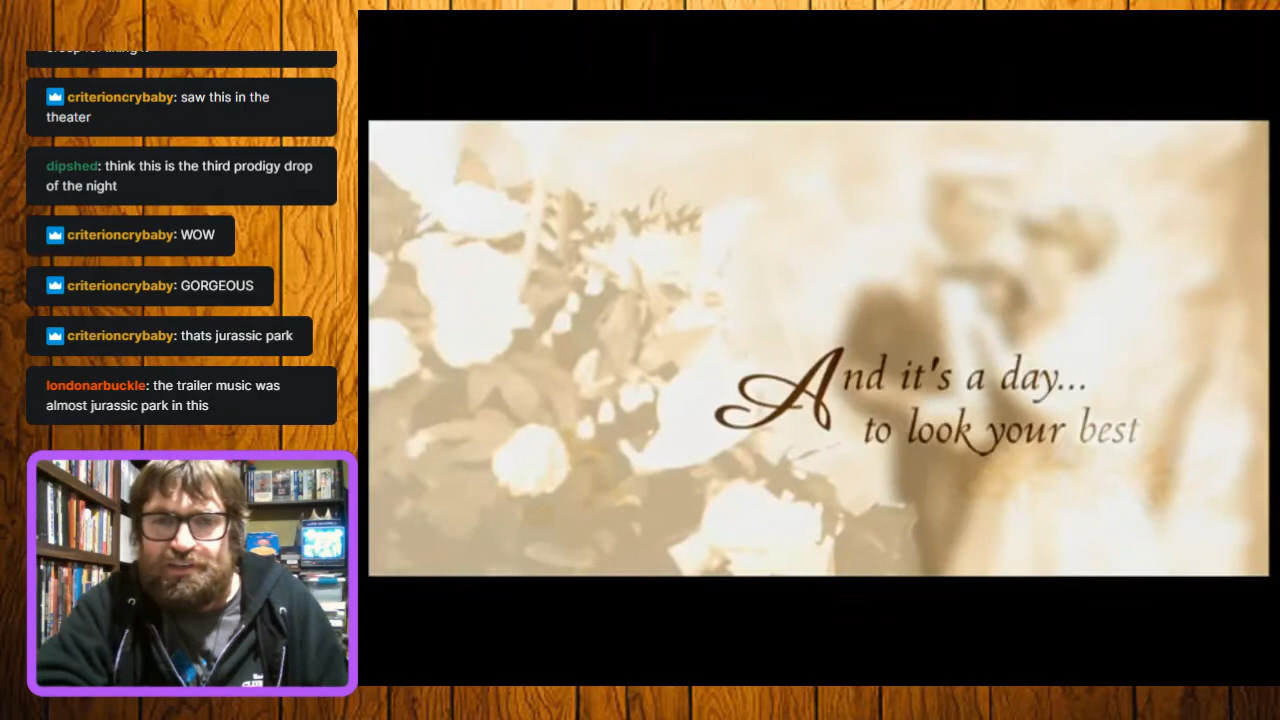 criterioncrybaby: saw this in the
theater
dipshed: think this is the third prodigy drop
of the night
criterioncrybaby: WOW
criterioncrybaby: GORGEOUS
criterioncrybaby: thats jurassic park
londonarbuckle: the trailer music was
almost jurassic park in this
And it's a day...
to look your best